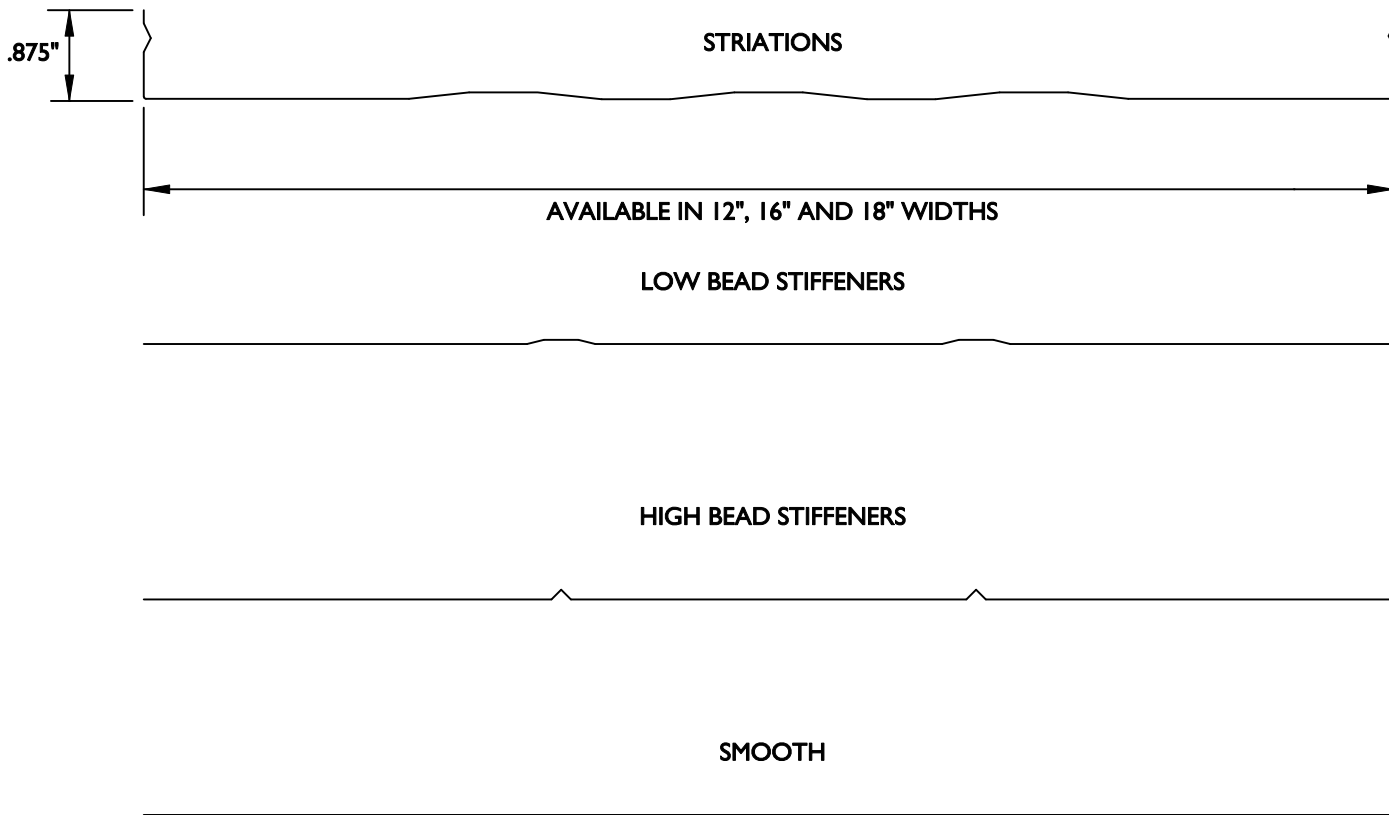 .875"
STRIATIONS
AVAILABLE IN 12", 16" AND 18" WIDTHS
LOW BEAD STIFFENERS
HIGH BEAD STIFFENERS
SMOOTH